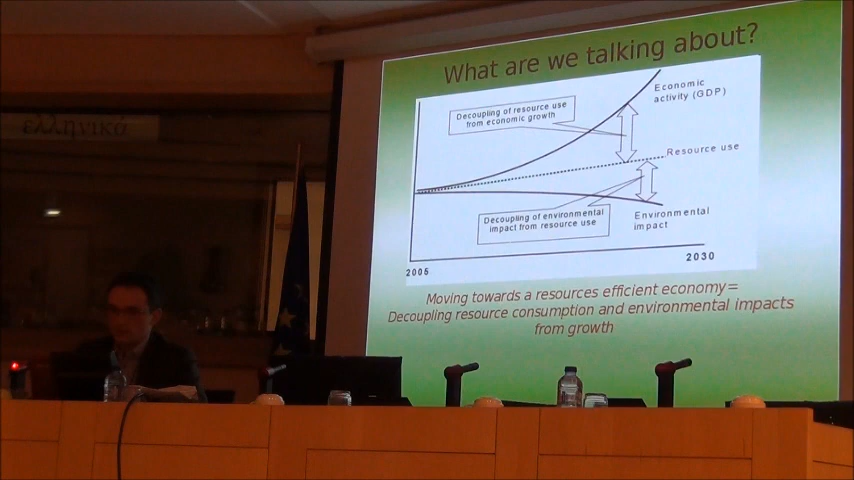 What are we talking about?
Economic
activity (GDP)
Decoupling of resource use
from economic growth
Resource use
Decoupling of environmental
impact from resource use
Environmental
impact
2005
2030
Moving towards a resources efficient economy=
Decoupling resource consumption and environmental impacts
from growth
ελληνικά